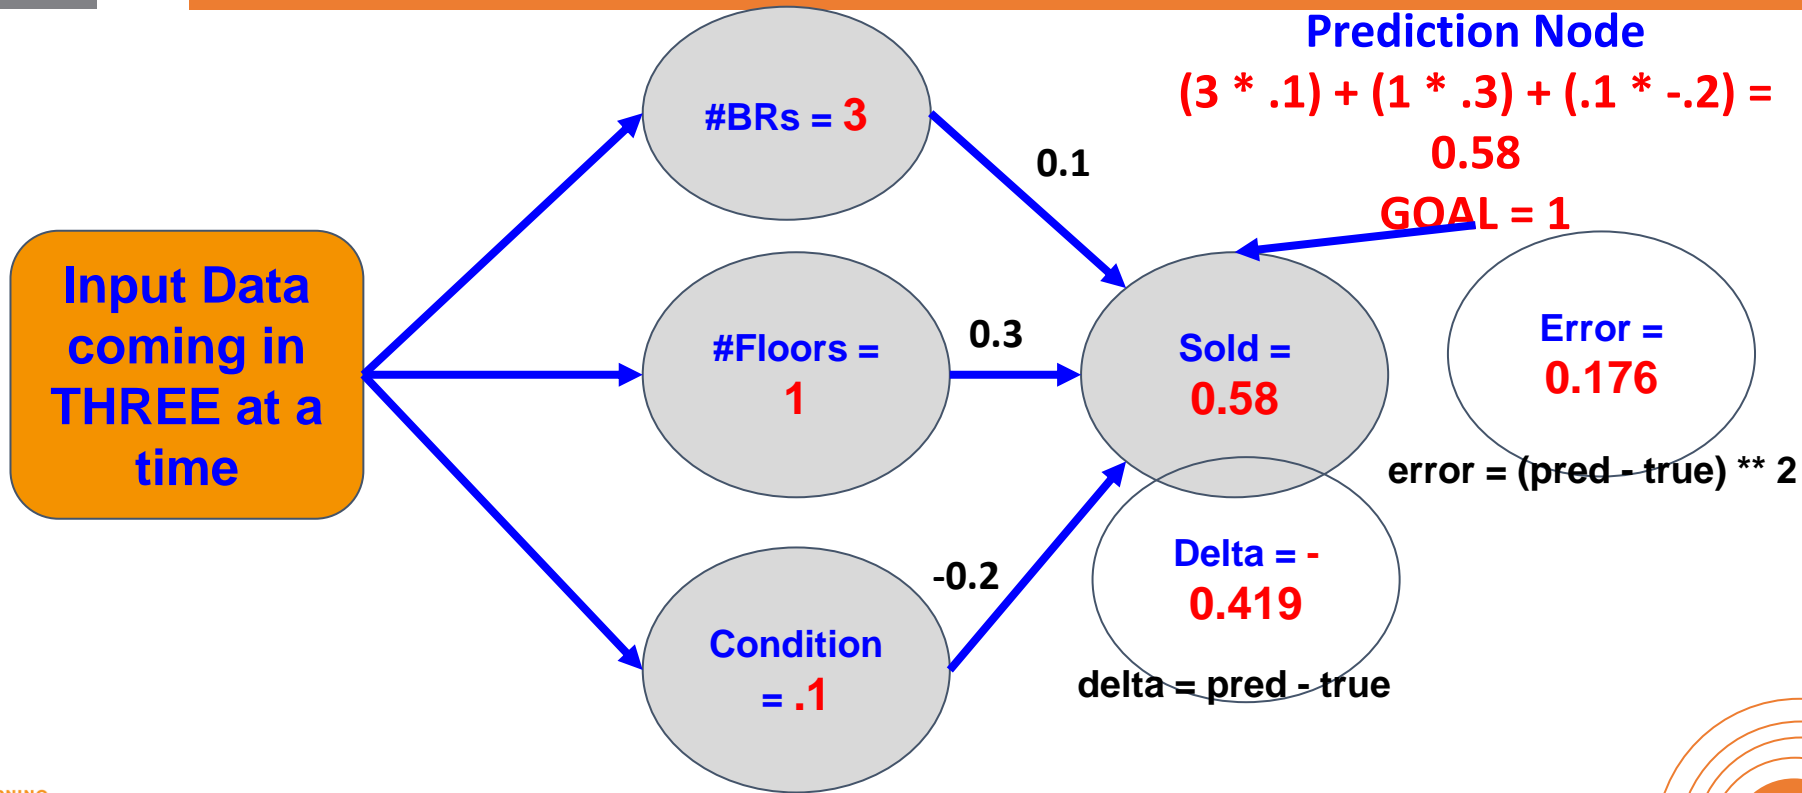 Prediction Node
(3 * .1) + (1 * .3) + (.1 * -.2) =
0.58
GOAL = 1
#BRs = 3
0.1
Input Data
coming in
THREE at a
time
#Floors =
1
0.3
Sold =
0.58
Error =
0.176
error = (pred - true) ** 2
Delta = -
0.419
delta = pred - true
-0.2
Condition
= .1